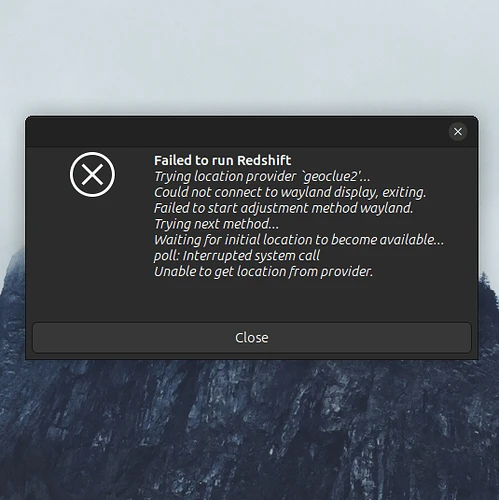 Failed to run Redshift
Trying location provider `geoclue2'...
Could not connect to wayland display, exiting.
Failed to start adjustment method wayland.
Trying next method...
Waiting for initial location to become available...
poll: Interrupted system call
Unable to get location from provider.
Close